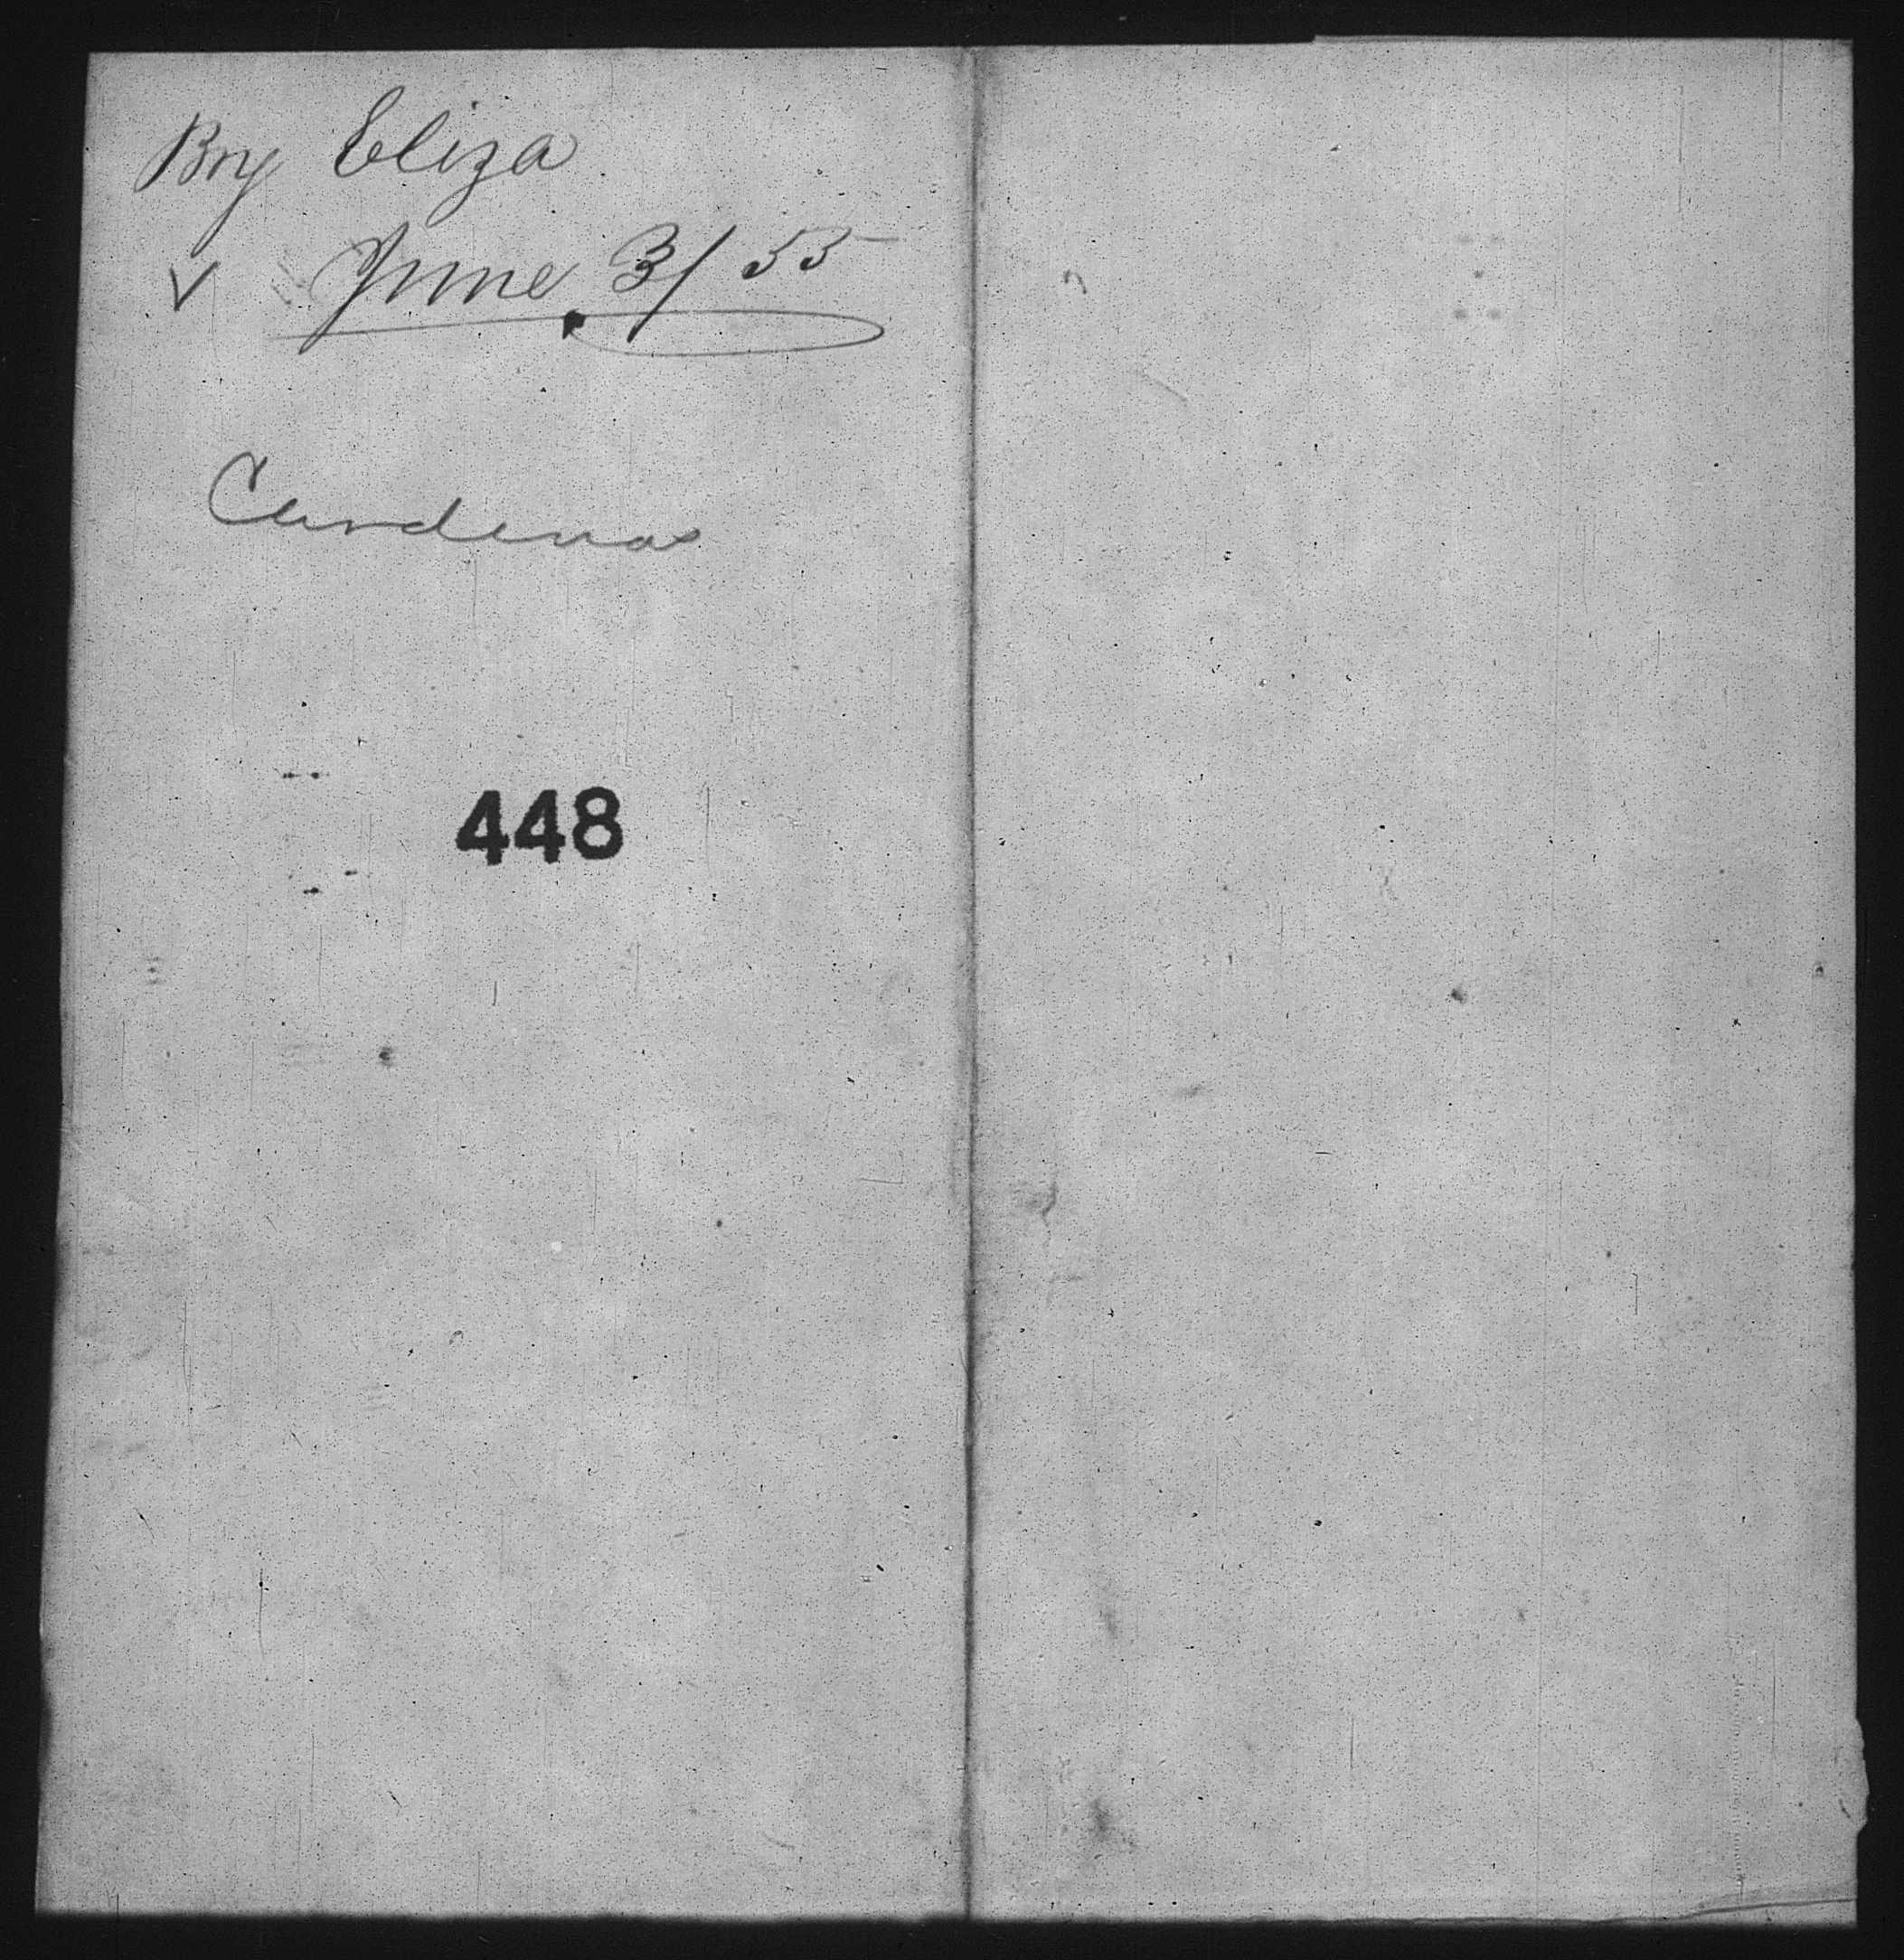 Brg Eliza
✓ June 3/55
Cardenas
448